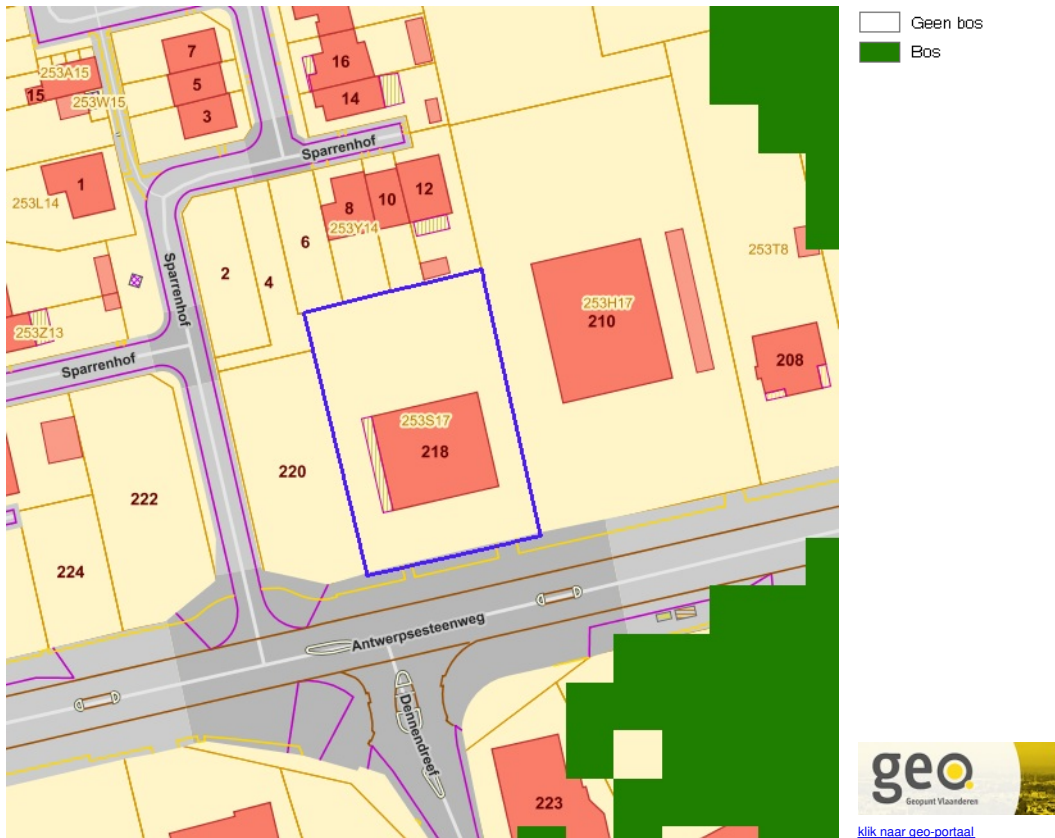 Geen bos
Bos
7
5
3
16
14
253A15
15
253W15
Sparrenhof
1
253L14
12
10
8
253Y14
6
2
4
Sparrenhof
253T8
253H17
210
253Z13
Sparrenhof
208
253S17
218
220
222
224
Antwerpsesteenweg
Dennendreef
223
geo
Geopunt Vlaanderen
klik naar geo-portaal